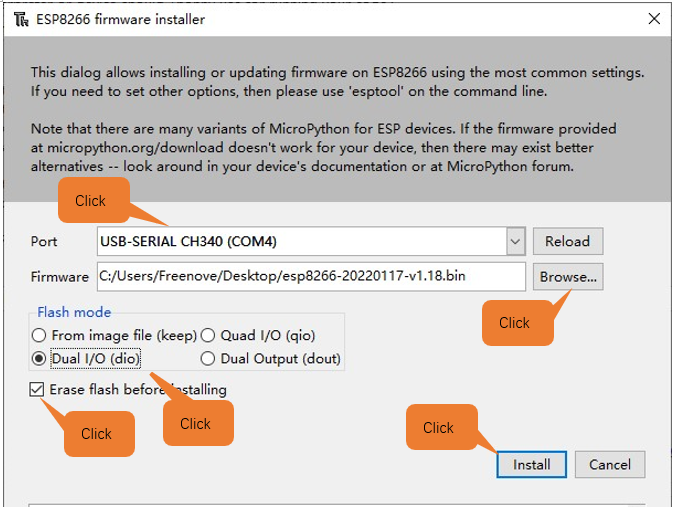 ESP8266 firmware installer
This dialog allows installing or updating firmware on ESP8266 using the most common settings.
If you need to set other options, then please use 'esptool' on the command line.
Note that there are many variants of MicroPython for ESP devices. If the firmware provided
at micropython.org/download doesn't work for your device, then there may exist better
alternatives -- look around in your device's documentation or at MicroPython forum.
Click
Port USB-SERIAL CH340 (COM4) Reload
Firmware C:/Users/Freenove/Desktop/esp8266-20220117-v1.18.bin Browse...
Flash mode
Click
From image file (keep) Quad I/O (qio)
Dual I/O (dio) Dual Output (dout)
Erase flash before installing
Click
Click
Click
Install Cancel